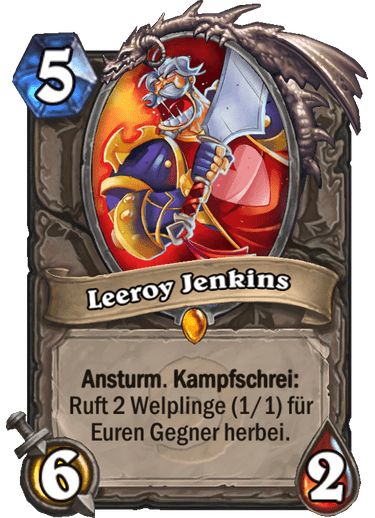 5
Leeroy Jenkins
Ansturm. Kampfschrei:
Ruft 2 Welplinge (1/1) für
Euren Gegner herbei.
6
2